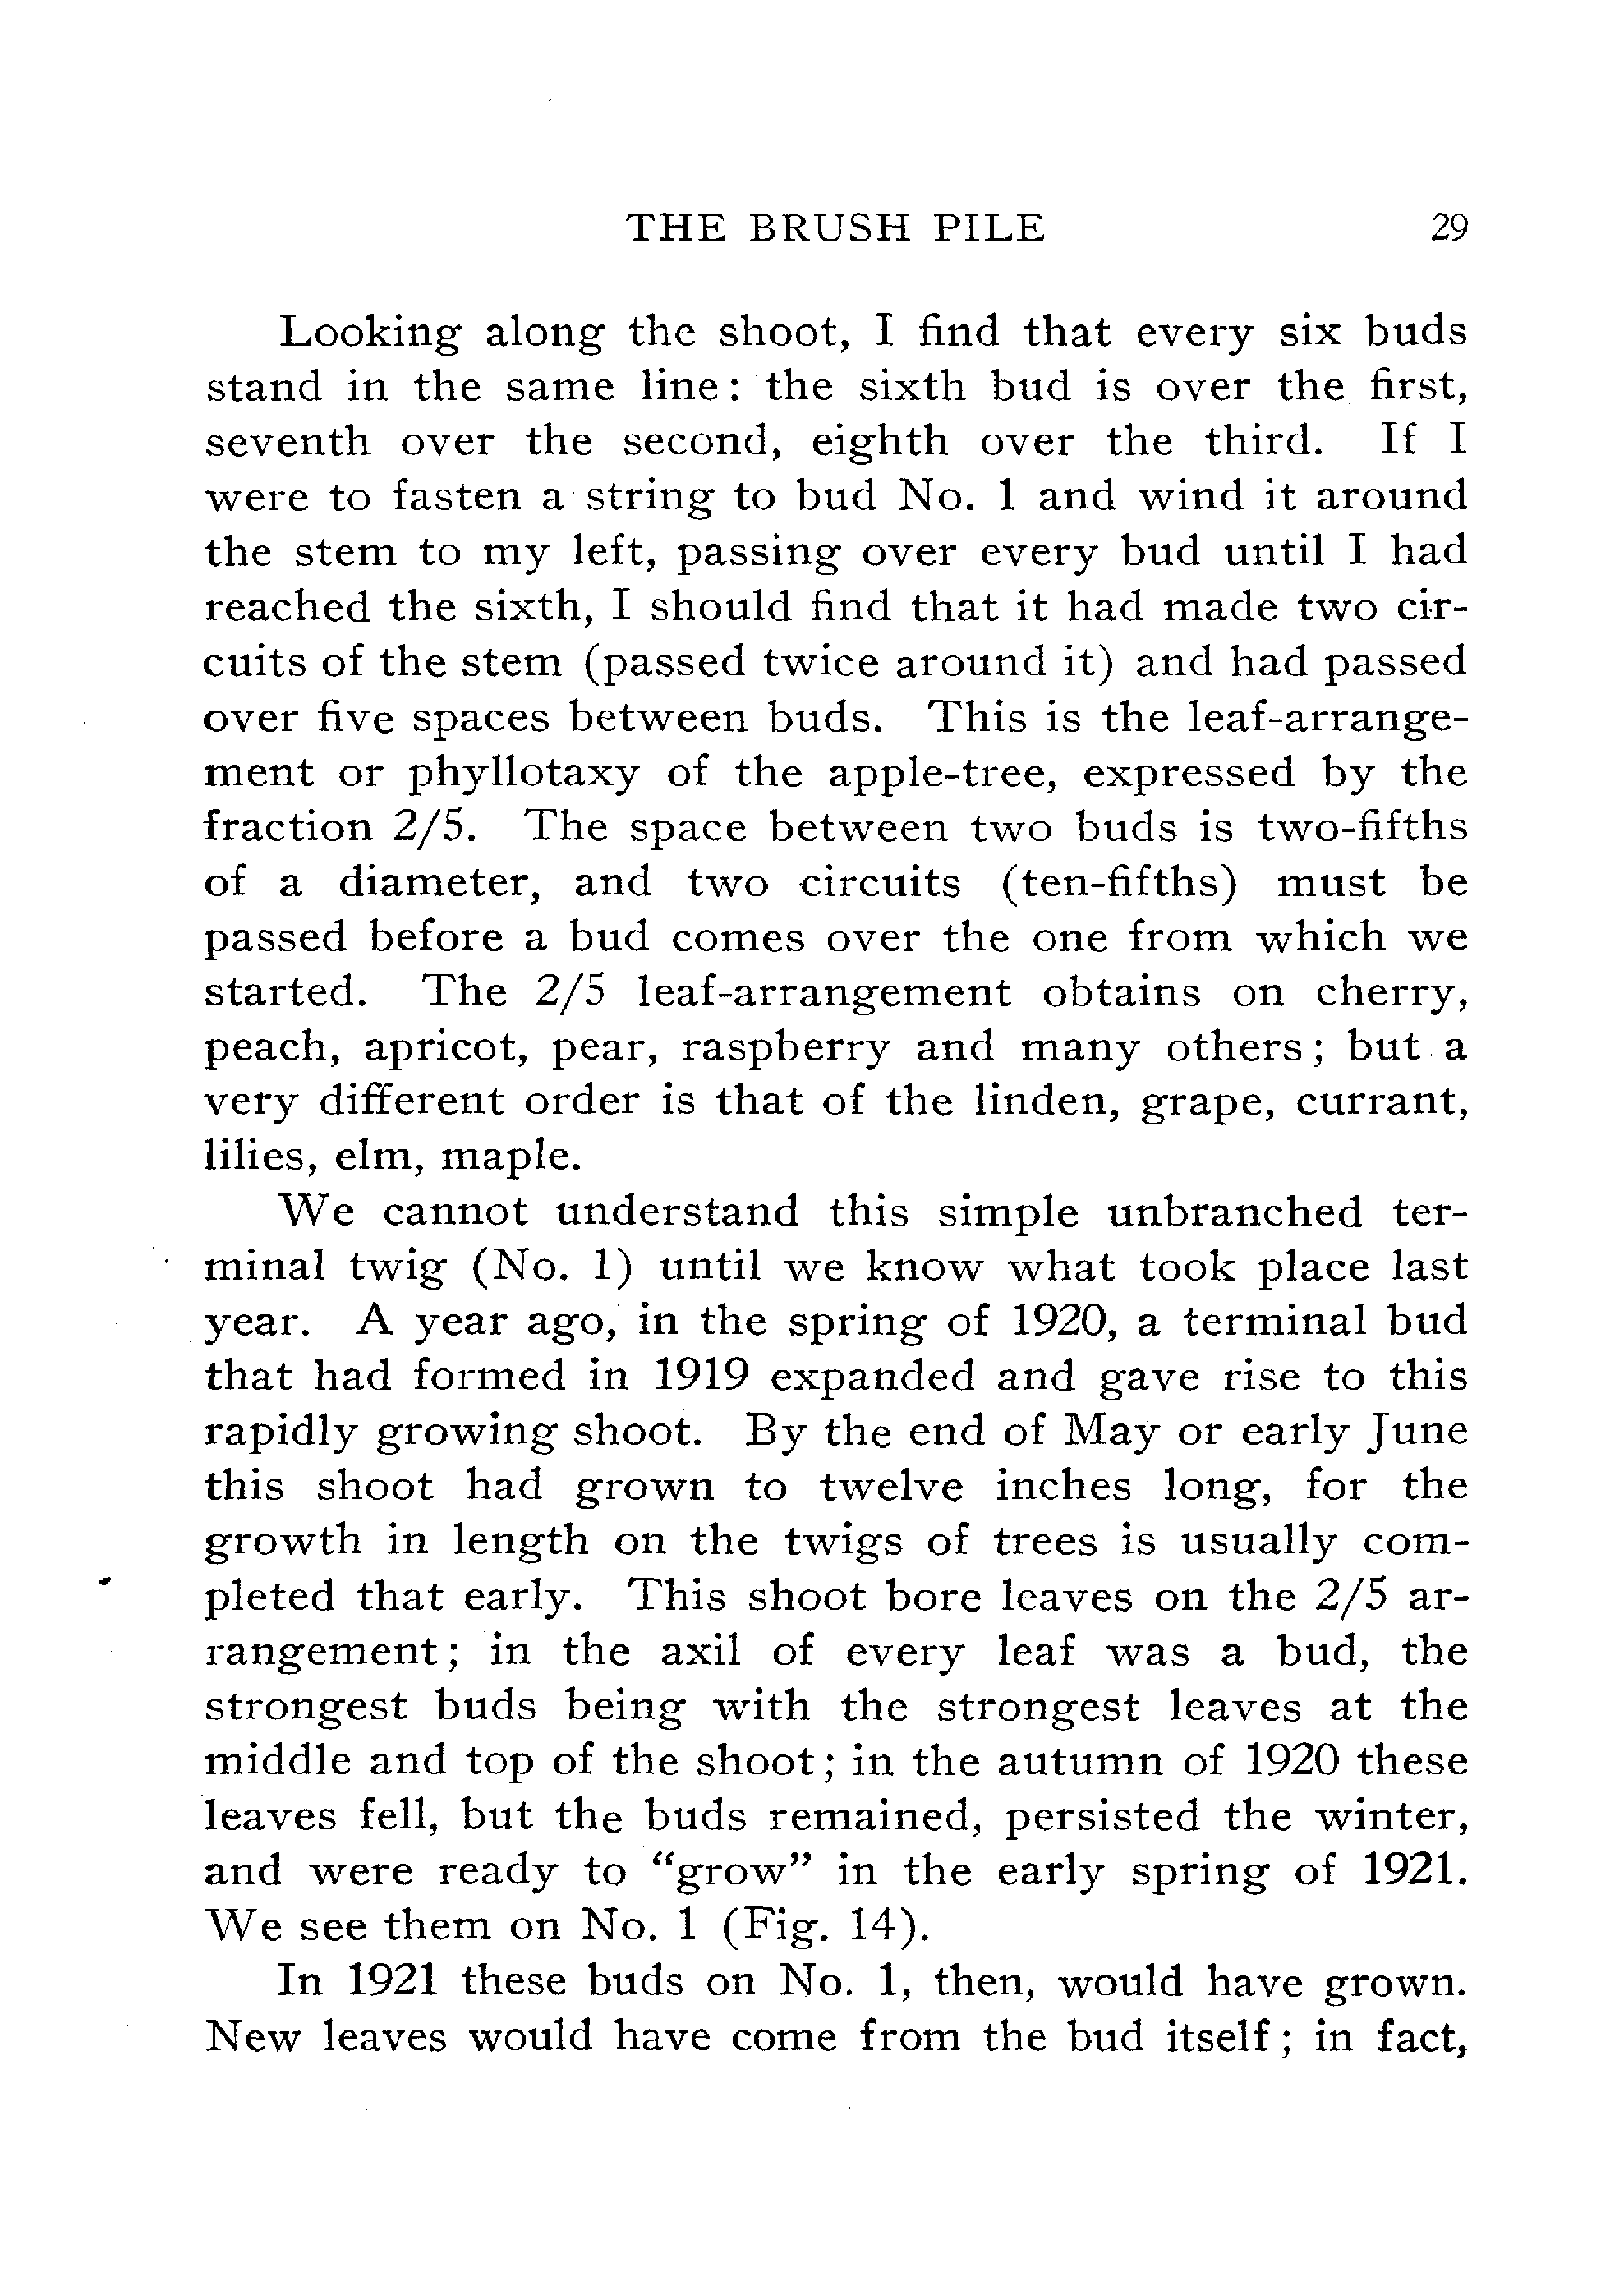 THE BRUSH PILE 29
Looking along the shoot, I find that every six buds
stand in the same line: the sixth bud is over the first,
seventh over the second, eighth over the third. If I
were to fasten a string to bud No. 1 and wind it around
the stem to my left, passing over every bud until I had
reached the sixth, I should find that it had made two cir-
cuits of the stem (passed twice around it) and had passed
over five spaces between buds. This is the leaf-arrange-
ment or phyllotaxy of the apple-tree, expressed by the
fraction 2/5. The space between two buds is two-fifths
of a diameter, and two circuits (ten-fifths) must be
passed before a bud comes over the one from which we
started. The 2/5 leaf-arrangement obtains on cherry,
peach, apricot, pear, raspberry and many others; but a
very different order is that of the linden, grape, currant,
lilies, elm, maple.
We cannot understand this simple unbranched ter-
minal twig (No. 1) until we know what took place last
year. A year ago, in the spring of 1920, a terminal bud
that had formed in 1919 expanded and gave rise to this
rapidly growing shoot. By the end of May or early June
this shoot had grown to twelve inches long, for the
growth in length on the twigs of trees is usually com-
pleted that early. This shoot bore leaves on the 2/5 ar-
rangement; in the axil of every leaf was a bud, the
strongest buds being with the strongest leaves at the
middle and top of the shoot; in the autumn of 1920 these
leaves fell, but the buds remained, persisted the winter,
and were ready to “grow” in the early spring of 1921.
We see them on No. 1 (Fig. 14).
In 1921 these buds on No. 1, then, would have grown.
New leaves would have come from the bud itself; in fact,